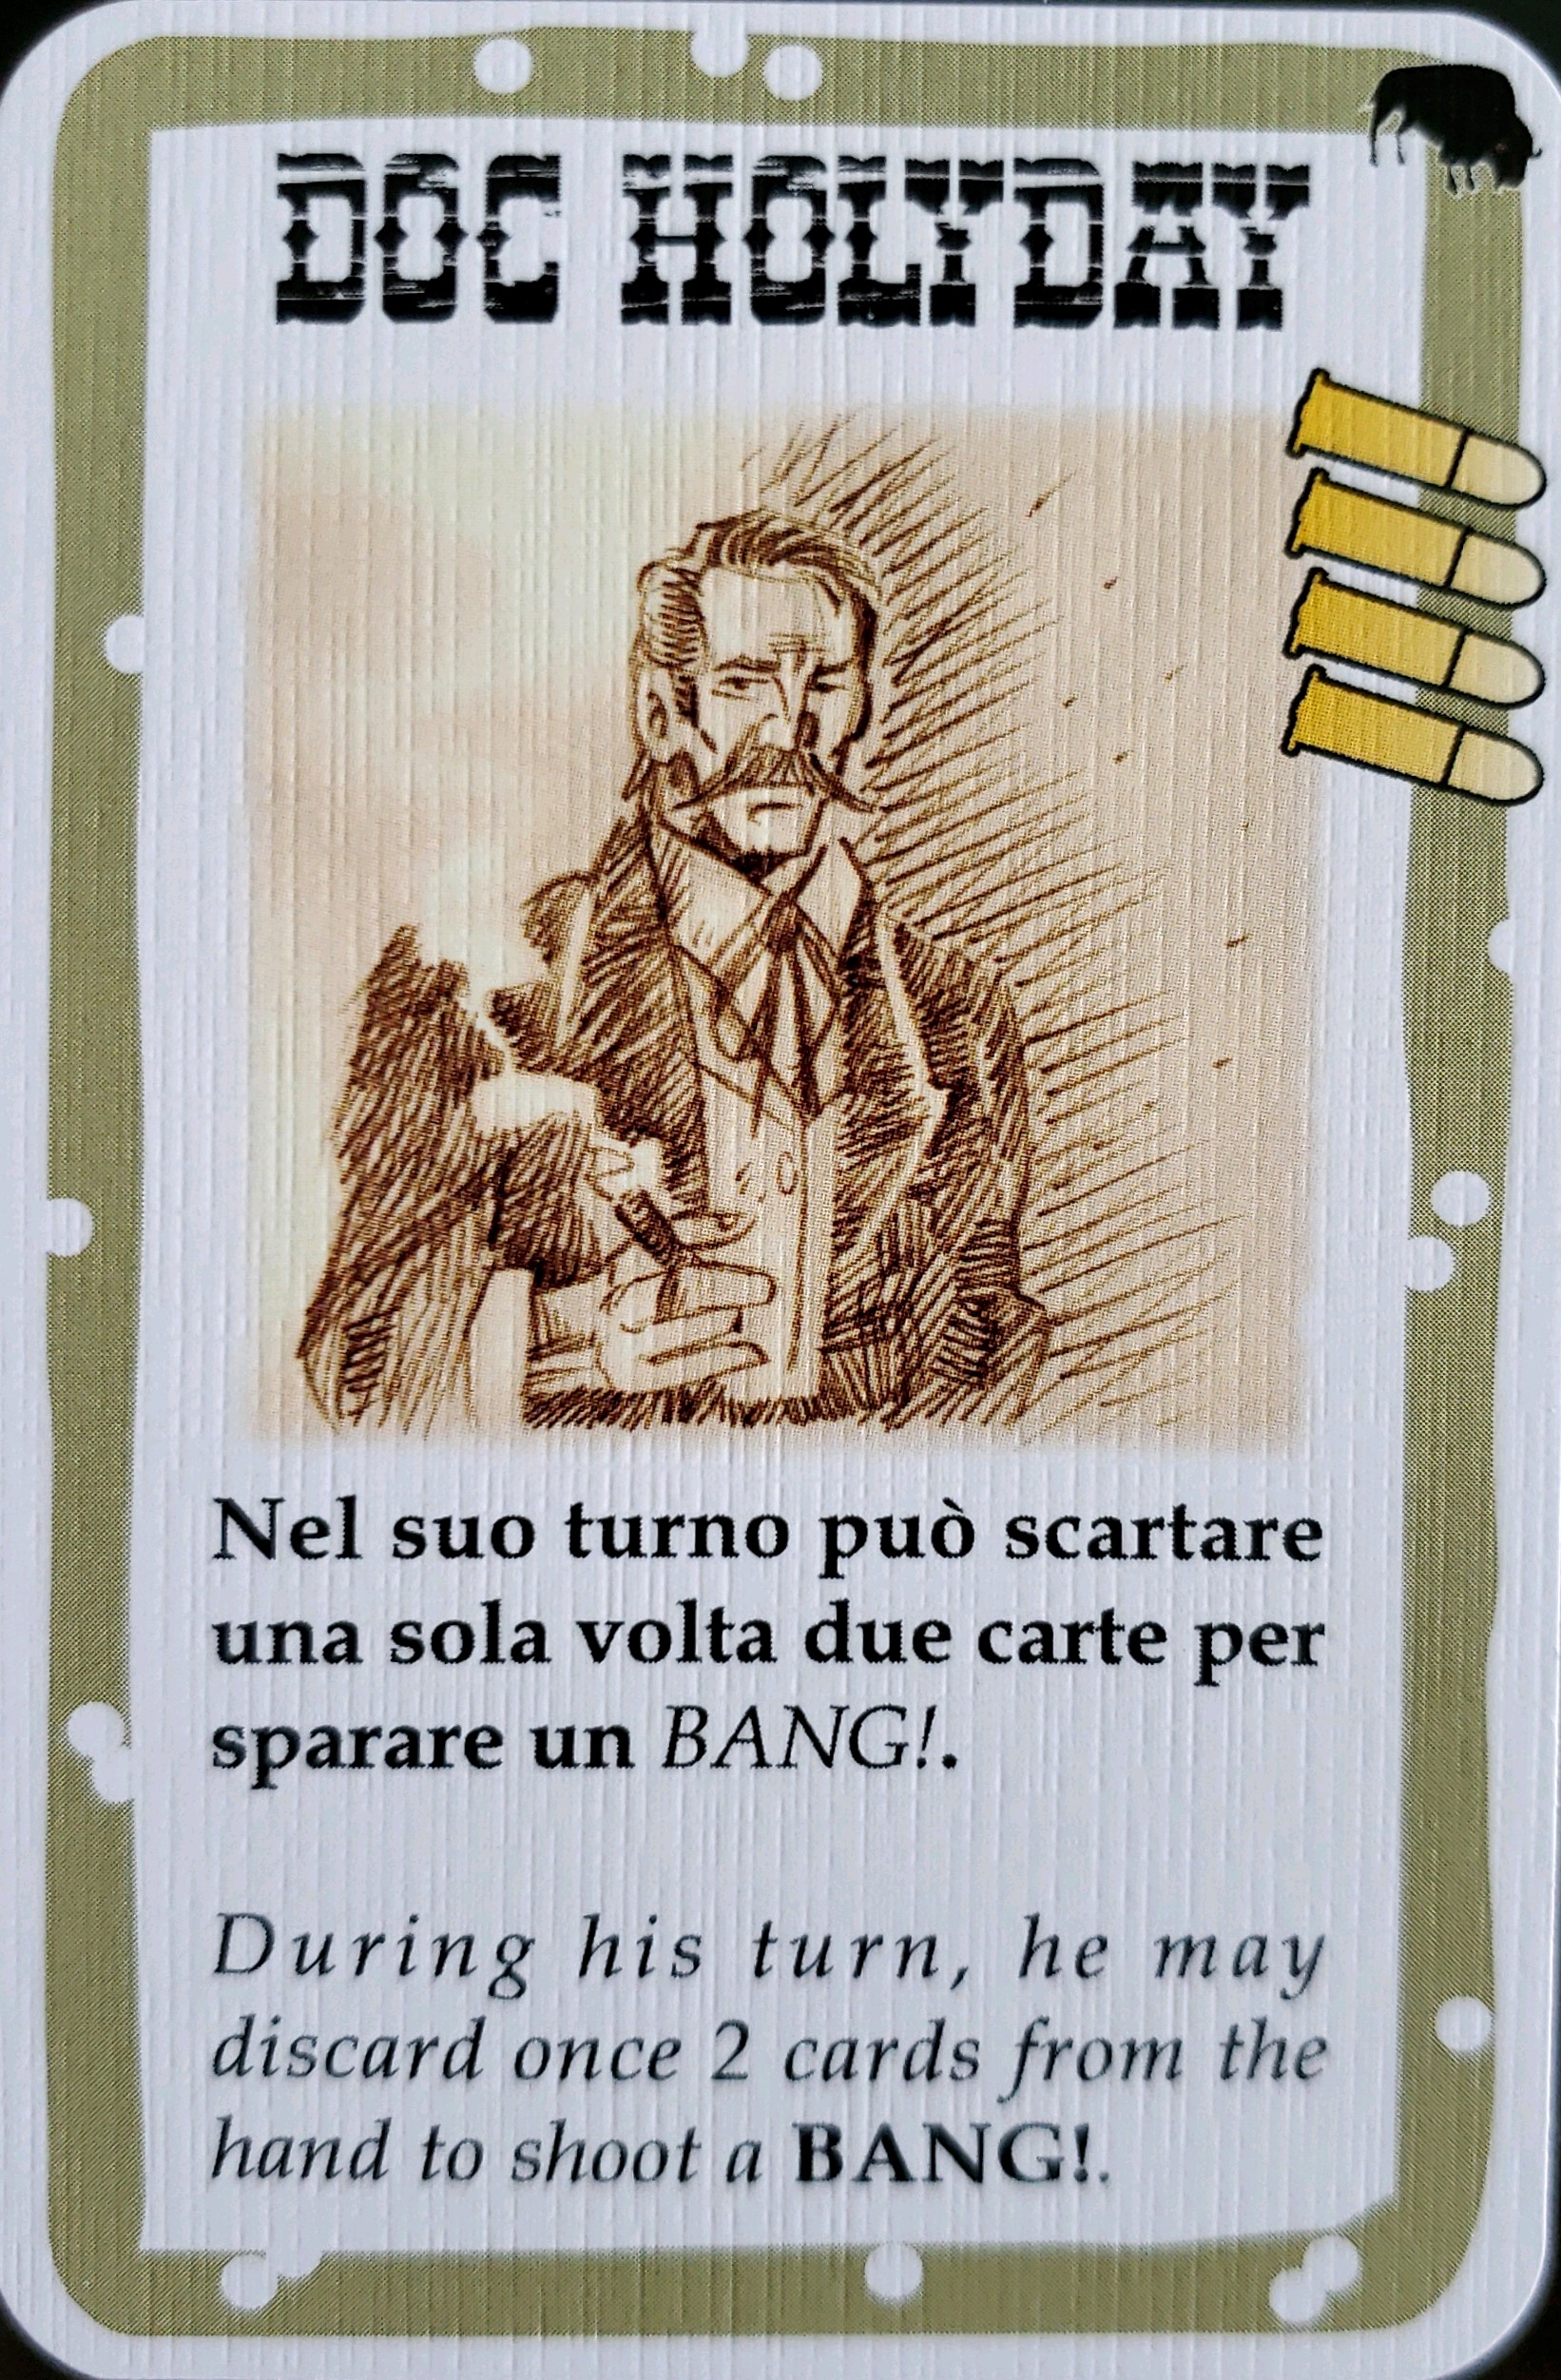 DOC HOLYDAY
Nel suo turno può scartare
una sola volta due carte per
sparare un BANG!.
During his turn, he may
discard once 2 cards from the
hand to shoot a BANG!.